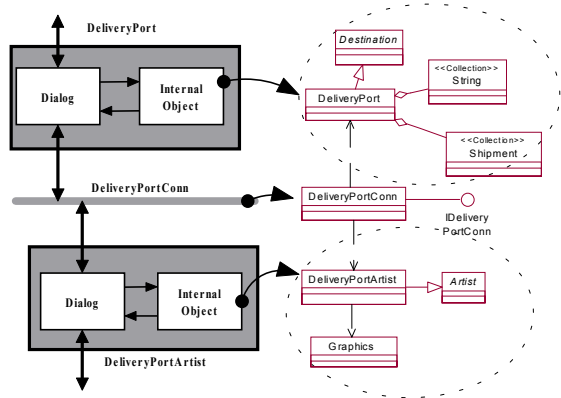 DeliveryPort
Dialog
Internal
Object
DeliveryPortConn
Dialog
Internal
Object
DeliveryPortArtist
Destination
<<Collection>>
String
DeliveryPort
<<Collection>>
Shipment
DeliveryPortConn
IDelivery
PortConn
DeliveryPortArtist
Artist
Graphics